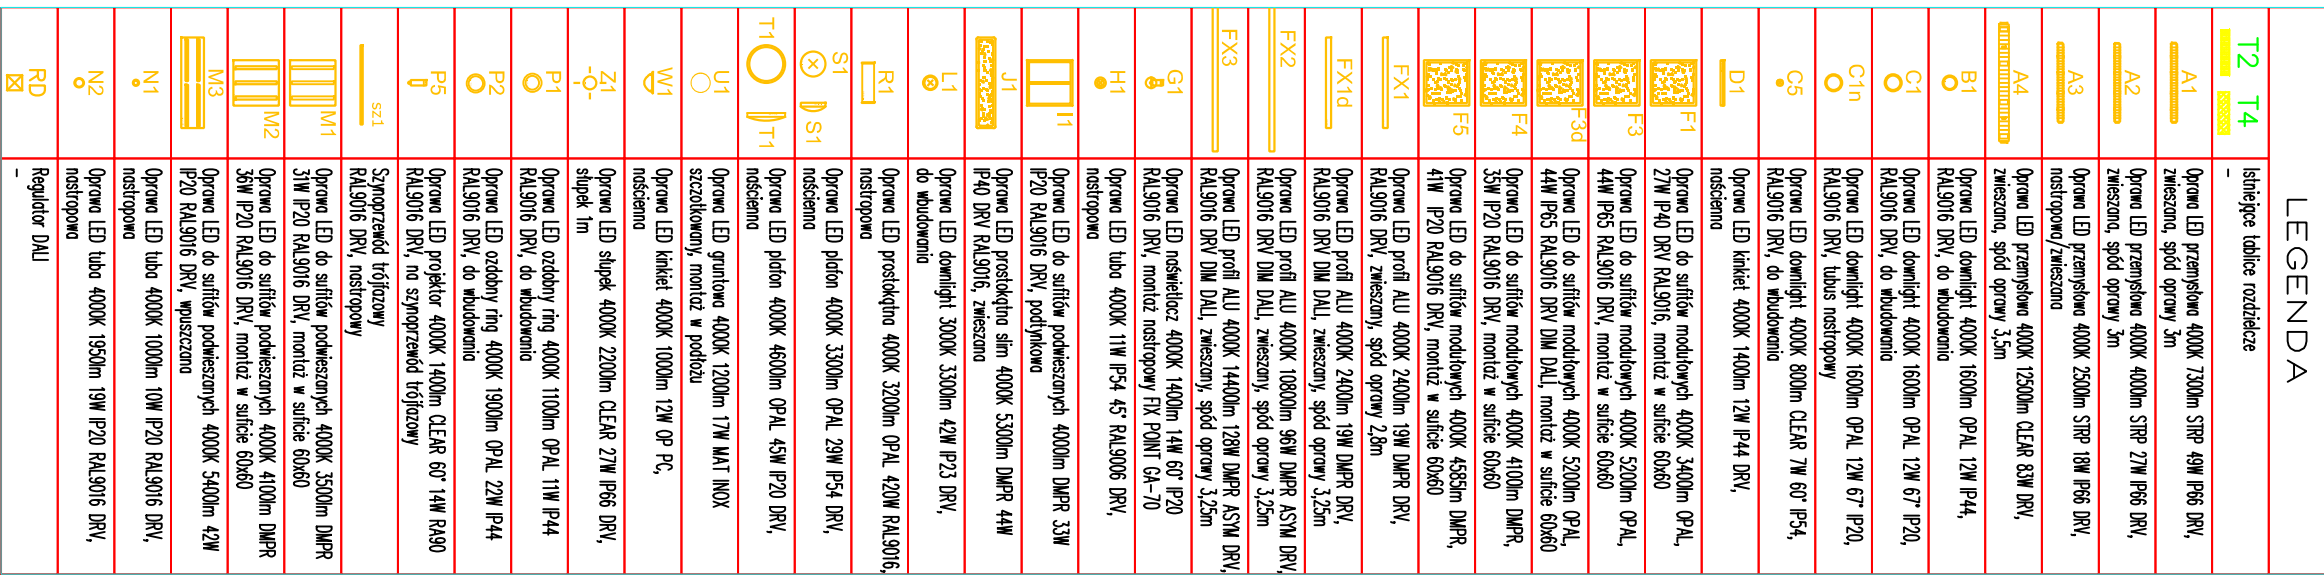 LEGENDA
T2 T4
Istniejące tablice rozdzielcze
-
A1
Oprawa LED przemysłowa 4000K 7300lm STRP 49W IP66 DRV,
zwieszana, spód oprawy 3m
A2
Oprawa LED przemysłowa 4000K 4000lm STRP 27W IP66 DRV,
zwieszana, spód oprawy 3m
A3
Oprawa LED przemysłowa 4000K 2500lm STRP 18W IP66 DRV,
nastropowa/zwieszana
A4
Oprawa LED przemysłowa 4000K 12500lm CLEAR 83W DRV,
zwieszana, spód oprawy 3,5m
B1
Oprawa LED downlight 4000K 1600lm OPAL 12W IP44,
RAL9016 DRV, do wbudowania
C1
Oprawa LED downlight 4000K 1600lm OPAL 12W 67° IP20,
RAL9016 DRV, do wbudowania
C1n
Oprawa LED downlight 4000K 1600lm OPAL 12W 67° IP20,
RAL9016 DRV, tubus nastropowy
C5
Oprawa LED downlight 4000K 800lm CLEAR 7W 60° IP54,
RAL9016 DRV, do wbudowania
D1
Oprawa LED kinkiet 4000K 1400lm 12W IP44 DRV,
naścienna
F1
Oprawa LED do sufitów modułowych 4000K 3400lm OPAL,
27W IP40 DRV RAL9016, montaż w suficie 60x60
F3
Oprawa LED do sufitów modułowych 4000K 5200lm OPAL,
44W IP65 RAL9016 DRV, montaż w suficie 60x60
F3d
Oprawa LED do sufitów modułowych 4000K 5200lm OPAL,
44W IP65 RAL9016 DRV DIM DALI, montaż w suficie 60x60
F4
Oprawa LED do sufitów modułowych 4000K 4100lm DMPR,
35W IP20 RAL9016 DRV, montaż w suficie 60x60
F5
Oprawa LED do sufitów modułowych 4000K 4585lm DMPR,
41W IP20 RAL9016 DRV, montaż w suficie 60x60
FX1
Oprawa LED profil ALU 4000K 2400lm 19W DMPR DRV,
RAL9016 DRV, zwieszany, spód oprawy 2,8m
FX1d
Oprawa LED profil ALU 4000K 2400lm 19W DMPR DRV,
RAL9016 DRV DIM DALI, zwieszany, spód oprawy 3,25m
FX2
Oprawa LED profil ALU 4000K 10800lm 96W DMPR ASYM DRV,
RAL9016 DRV DIM DALI, zwieszany, spód oprawy 3,25m
FX3
Oprawa LED profil ALU 4000K 14400lm 128W DMPR ASYM DRV,
RAL9016 DRV DIM DALI, zwieszany, spód oprawy 3,25m
G1
Oprawa LED naświetlacz 4000K 1400lm 14W 60° IP20
RAL9016 DRV, montaż nastropowy FIX POINT GA-70
H1
Oprawa LED tuba 4000K 11W IP54 45° RAL9006 DRV,
nastropowa
I1
Oprawa LED do sufitów podwieszanych 4000lm DMPR 33W
IP20 RAL9016 DRV, podtynkowa
J1
Oprawa LED prostokątna slim 4000K 5300lm DMPR 44W
IP40 DRV RAL9016, zwieszana
L1
Oprawa LED downlight 3000K 3300lm 42W IP23 DRV,
do wbudowania
R1
Oprawa LED prostokątna 4000K 3200lm OPAL 420W RAL9016,
nastropowa
S1 S1
Oprawa LED plafon 4000K 3300lm OPAL 29W IP54 DRV,
naścienna
T1 T1
Oprawa LED plafon 4000K 4600lm OPAL 45W IP20 DRV,
naścienna
U1
Oprawa LED gruntowa 4000K 1200lm 17W MAT INOX
szczotkowany, montaż w podłożu
W1
Oprawa LED kinkiet 4000K 1000lm 12W OP PC,
naścienna
Z1
Oprawa LED słupek 4000K 2200lm CLEAR 27W IP66 DRV,
słupek 1m
P1
Oprawa LED ozdobny ring 4000K 1100lm OPAL 11W IP44
RAL9016 DRV, do wbudowania
P2
Oprawa LED ozdobny ring 4000K 1900lm OPAL 22W IP44
RAL9016 DRV, do wbudowania
P5
Oprawa LED projektor 4000K 1400lm CLEAR 60° 14W RA90
RAL9016 DRV, na szynoprzewód trójfazowy
sz1
Szynoprzewód trójfazowy
RAL9016 DRV, nastropowy
M1
Oprawa LED do sufitów podwieszanych 4000K 3500lm DMPR
31W IP20 RAL9016 DRV, montaż w suficie 60x60
M2
Oprawa LED do sufitów podwieszanych 4000K 4100lm DMPR
36W IP20 RAL9016 DRV, montaż w suficie 60x60
M3
Oprawa LED do sufitów podwieszanych 4000K 5400lm 42W
IP20 RAL9016 DRV, wpuszczana
N1
Oprawa LED tuba 4000K 1000lm 10W IP20 RAL9016 DRV,
nastropowa
N2
Oprawa LED tuba 4000K 1950lm 19W IP20 RAL9016 DRV,
nastropowa
RD
Regulator DALI
-